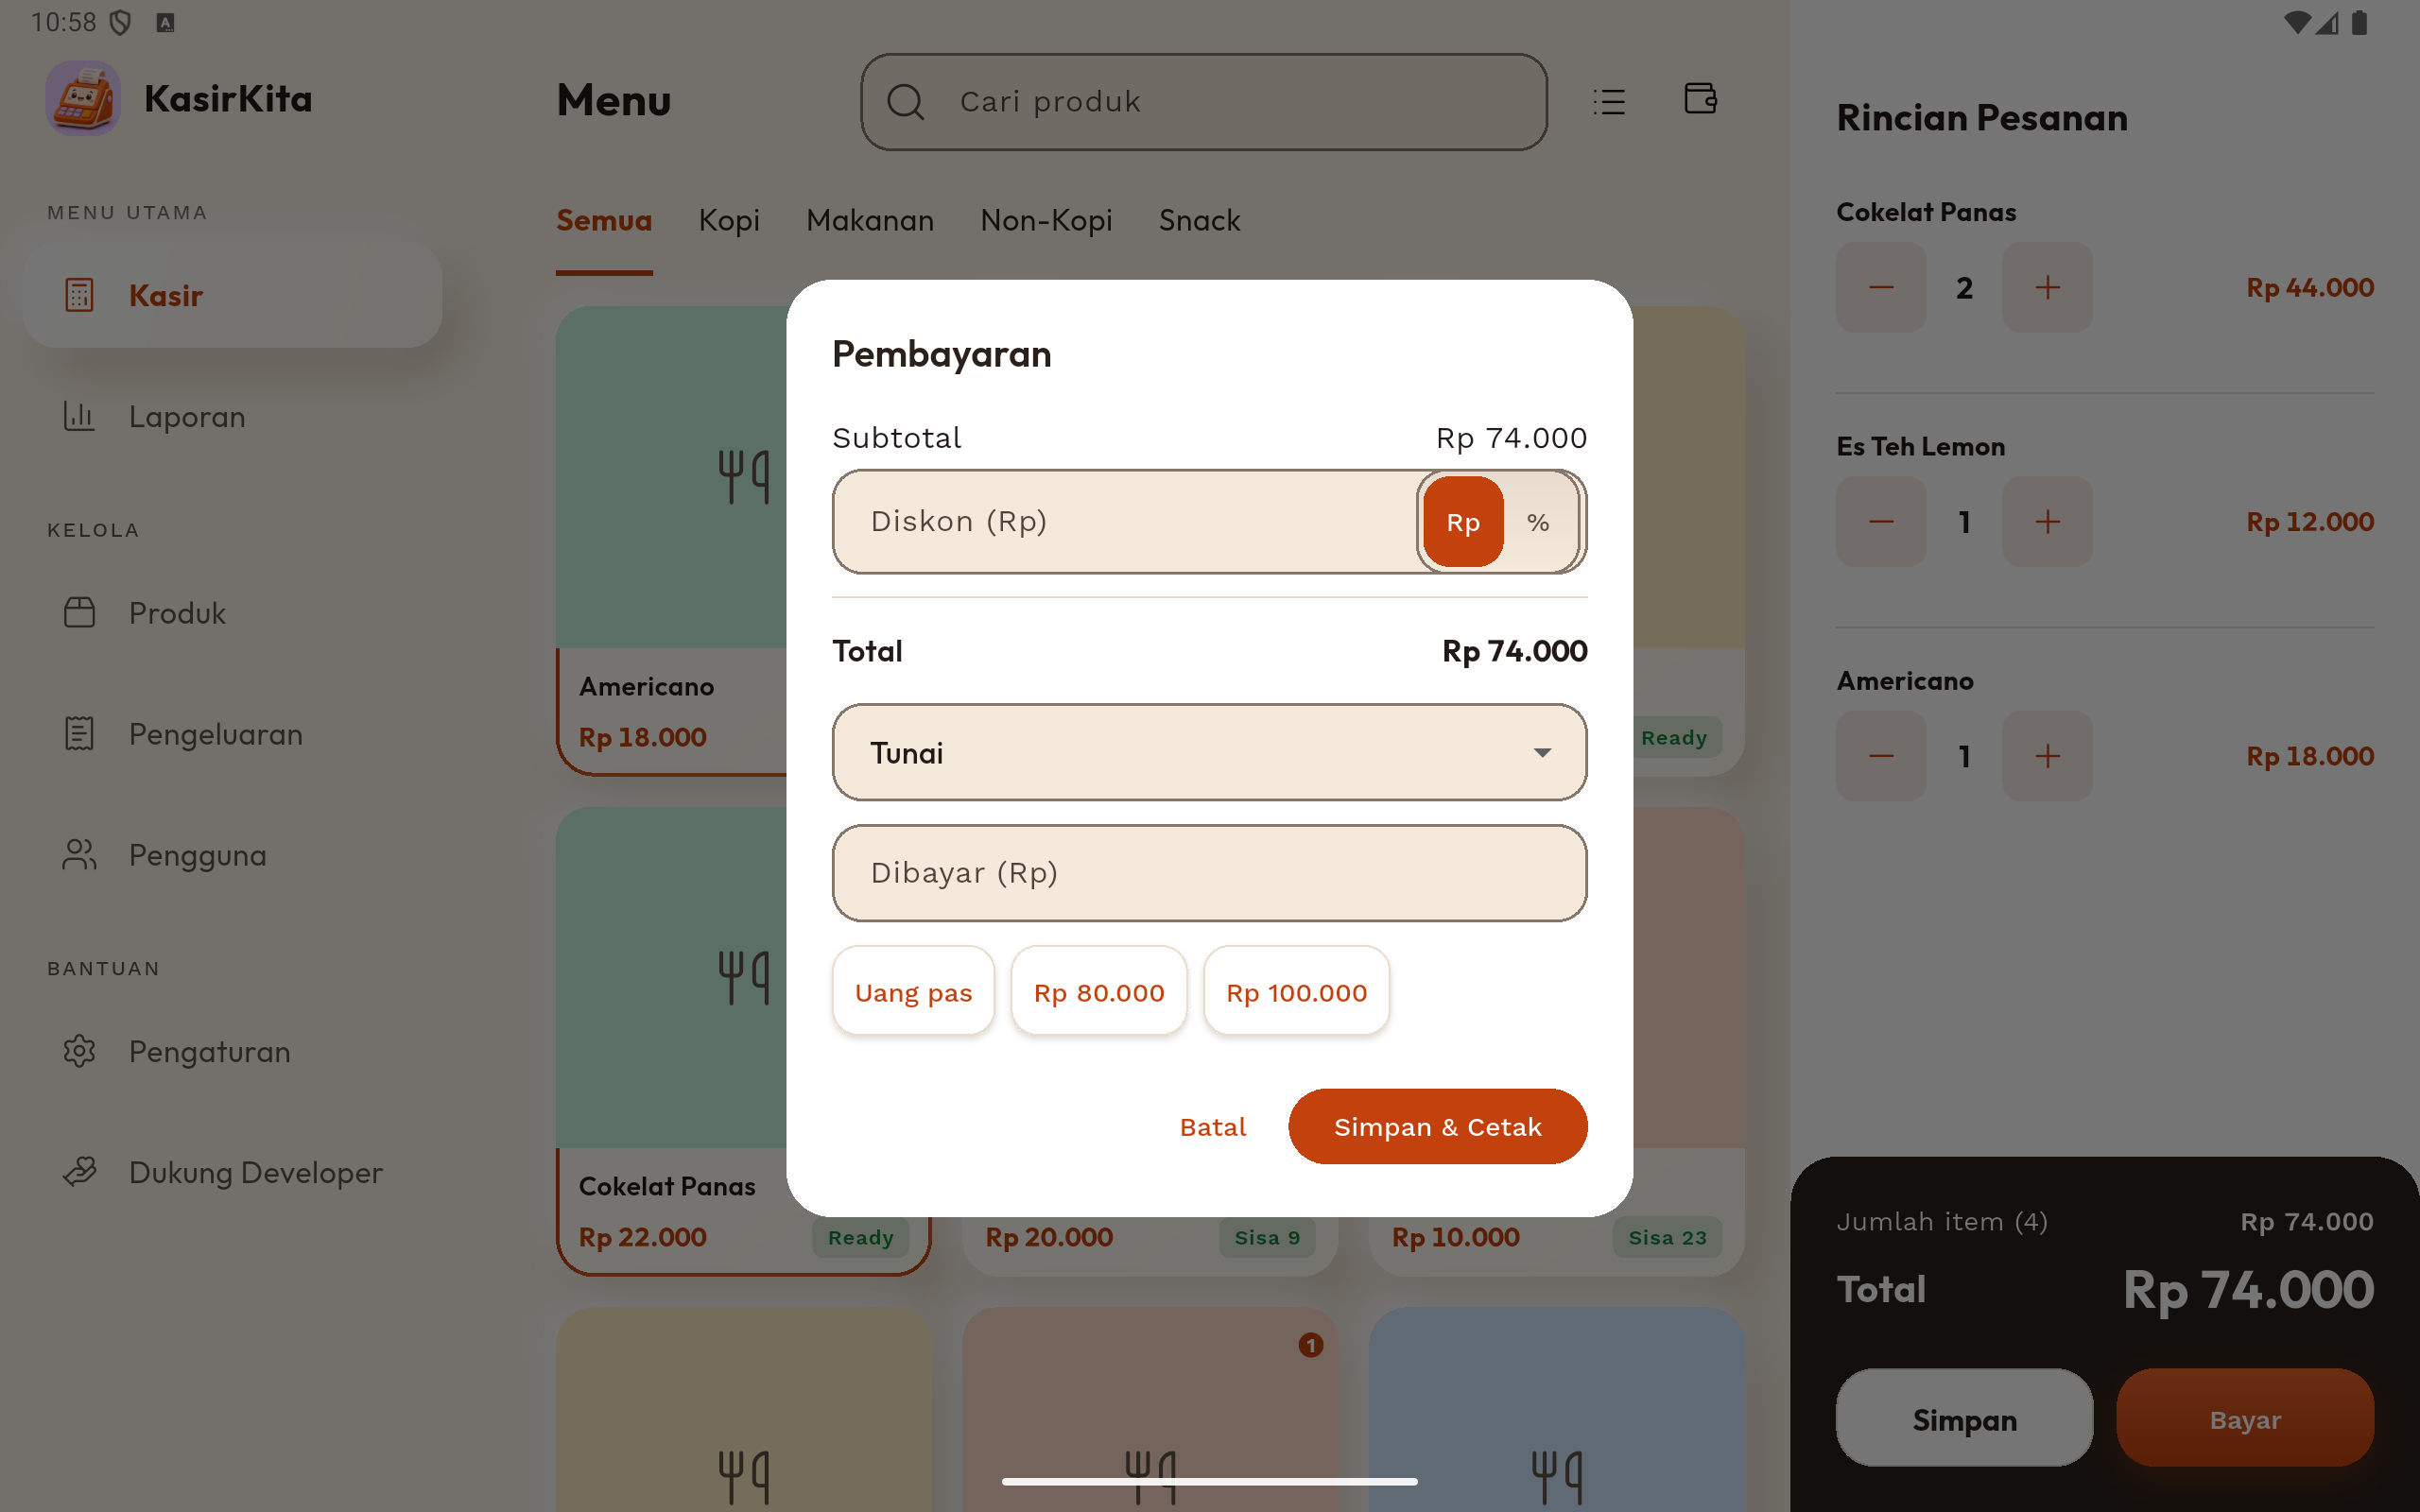 10:58
KasirKita
MENU UTAMA
Kasir
Laporan
KELOLA
Produk
Pengeluaran
Pengguna
BANTUAN
Pengaturan
Dukung Developer
Menu
Cari produk
Semua Kopi Makanan Non-Kopi Snack
Americano
Rp 18.000
Ready
Cokelat Panas
Rp 22.000 Ready
Rp 20.000 Sisa 9
Rp 10.000 Sisa 23
1
Pembayaran
Subtotal Rp 74.000
Diskon (Rp) Rp %
Total Rp 74.000
Tunai
Dibayar (Rp)
Uang pas Rp 80.000 Rp 100.000
Batal Simpan & Cetak
Rincian Pesanan
Cokelat Panas
2 Rp 44.000
Es Teh Lemon
1 Rp 12.000
Americano
1 Rp 18.000
Jumlah item (4) Rp 74.000
Total Rp 74.000
Simpan Bayar